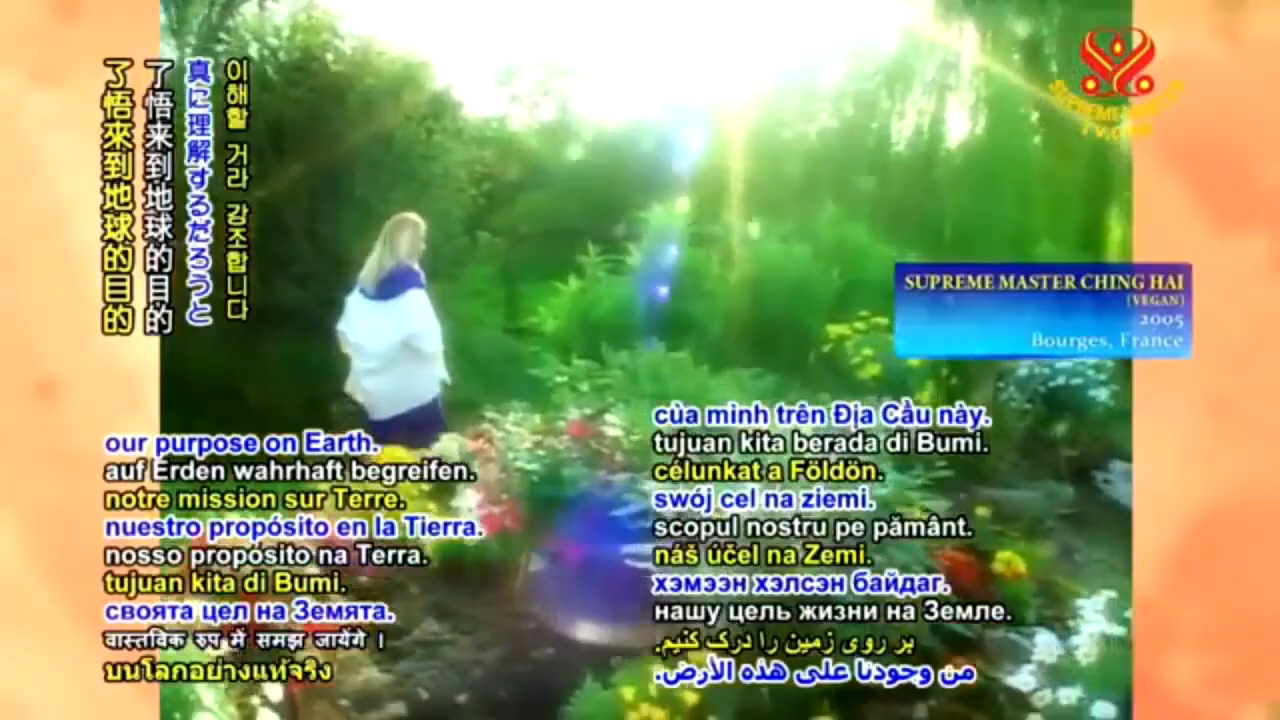 이해할 거라 강조합니다
真に理解するだろうと
了悟来到地球的目的
了悟來到地球的目的
SUPREME MASTER TV.COM
SUPREME MASTER CHING HAI
(VEGAN)
2005
Bourges, France
our purpose on Earth.
auf Erden wahrhaft begreifen.
notre mission sur Terre.
nuestro propósito en la Tierra.
nosso propósito na Terra.
tujuan kita di Bumi.
своята цел на Земята.
वास्तविक रुप में समझ जायेंगे ।
บนโลกอย่างแท้จริง
của mình trên Địa Cầu này.
tujuan kita berada di Bumi.
célunkat a Földön.
swój cel na ziemi.
scopul nostru pe pământ.
náš účel na Zemi.
хэмээн хэлсэн байдаг.
нашу цель жизни на Земле.
بر روی زمین را درک کنیم.
من وجودنا على هذه الأرض.